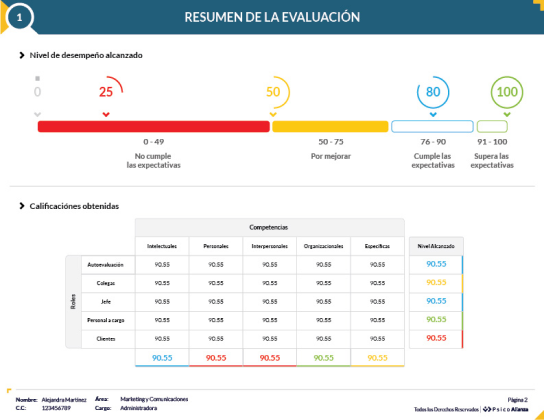 1
RESUMEN DE LA EVALUACIÓN
Nivel de desempeño alcanzado
0 25 50 80 100
0 - 49 50 - 75 76 - 90 91 - 100
No cumple
las expectativas
Por mejorar
Cumple las
expectativas
Supera las
expectativas
Calificaciónes obtenidas
Competencias
Intelectuales Personales Interpersonales Organizacionales Específicas Nivel Alcanzado
Roles
Autoevaluación 90.55 90.55 90.55 90.55 90.55 90.55
Colegas 90.55 90.55 90.55 90.55 90.55 90.55
Jefe 90.55 90.55 90.55 90.55 90.55 90.55
Personal a cargo 90.55 90.55 90.55 90.55 90.55 90.55
Clientes 90.55 90.55 90.55 90.55 90.55 90.55
90.55 90.55 90.55 90.55 90.55
Nombre: Alejandra Martínez Área: Marketing y Comunicaciones Página 2
C.C: 123456789 Cargo: Administradora Todos los Derechos Reservados | Psico Alianza